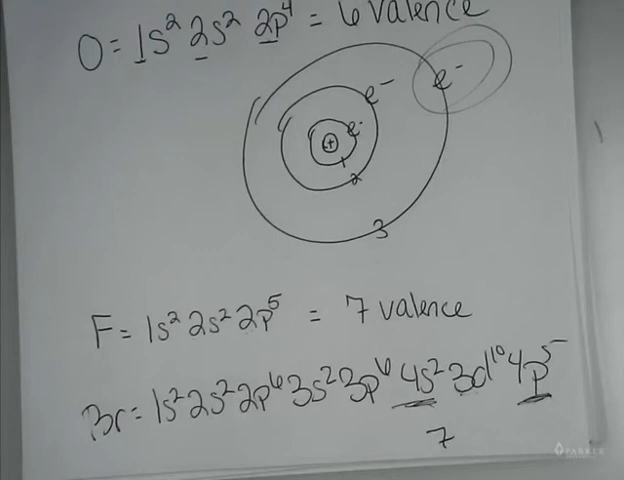 O = 1s² 2s² 2p⁴ = 6 valence
e⁻
e⁻
e⁻
+
1
2
3
F = 1s² 2s² 2p⁵ = 7 valence
Br = 1s² 2s² 2p⁶ 3s² 3p⁶ 4s² 3d¹⁰ 4p⁵
7
PARKER